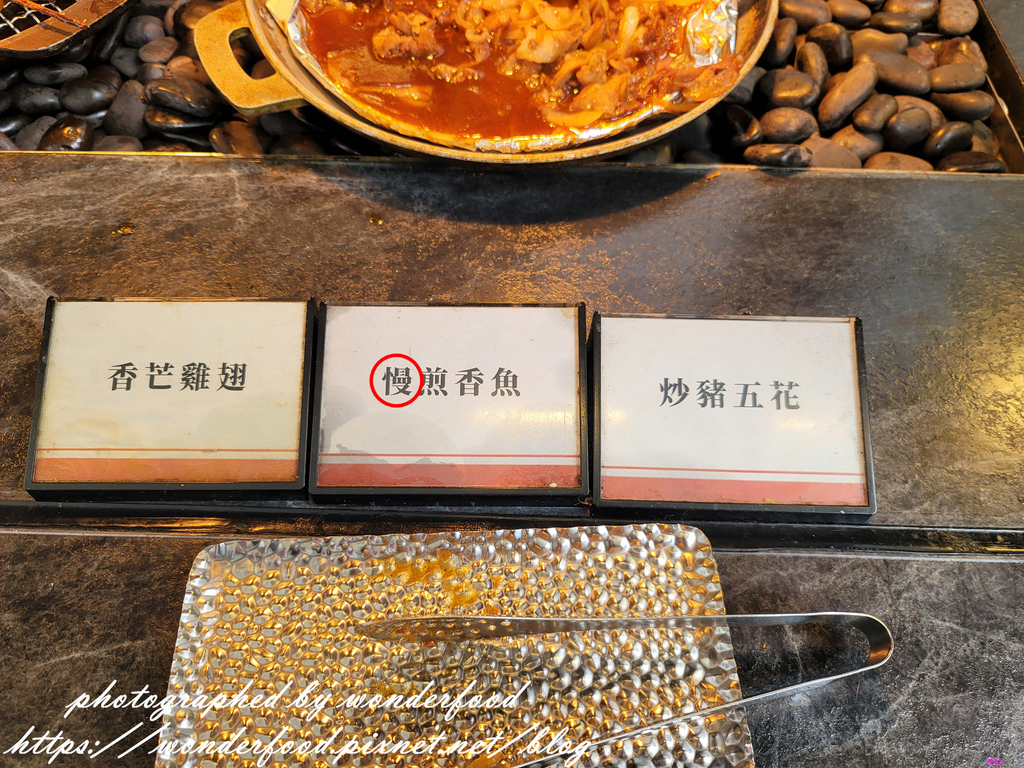 香芒雞翅
慢煎香魚
炒豬五花
photographed by wonderfood
https://wonderfood.pixnet.net/blog